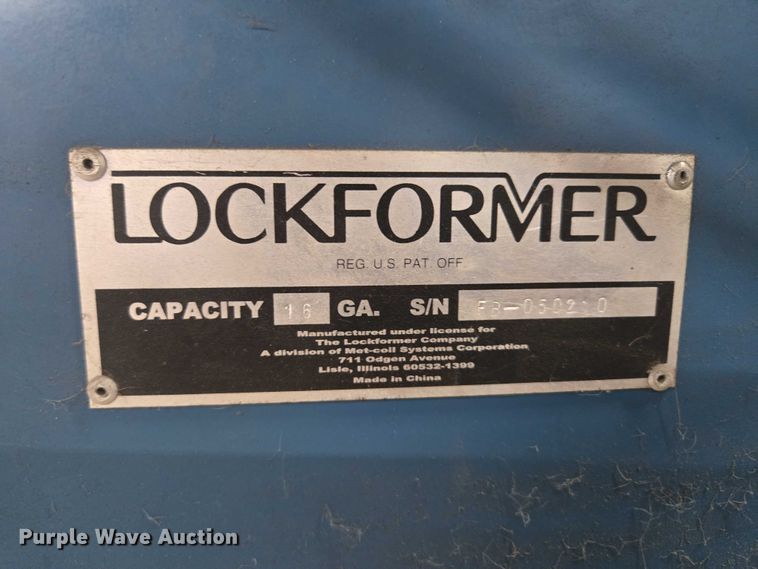 LOCKFORMER
REG. U.S. PAT. OFF.
CAPACITY 16 GA. S/N
Manufactured under license for
The Lockformer Company
A division of Met-coil Systems Corporation
711 Odgen Avenue
Lisle, Illinois 60532-1399
Made in China
Purple Wave Auction